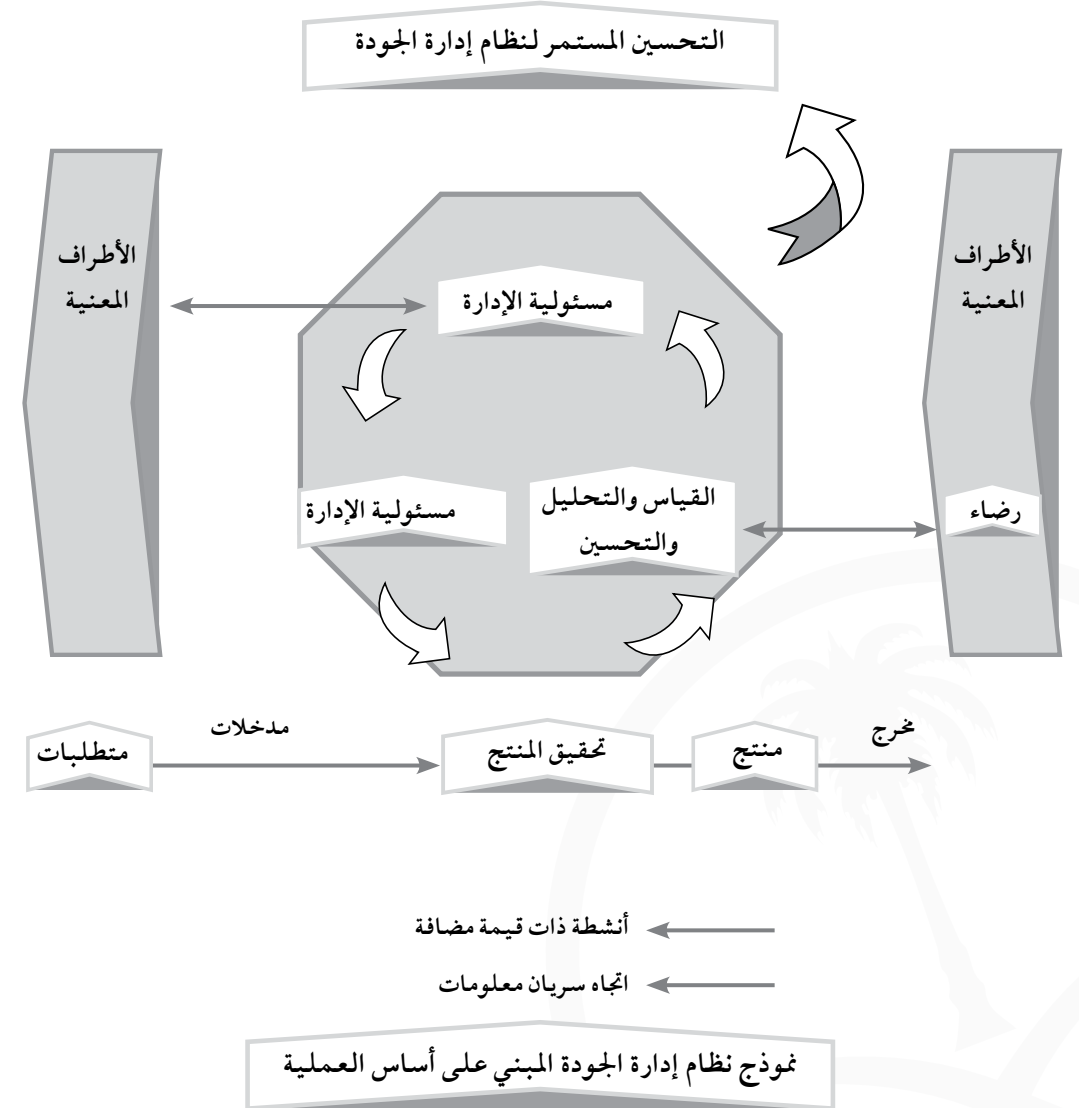 التحسين المستمر لنظام إدارة الجودة
الأطراف
المعنية
الأطراف
المعنية
مسئولية الإدارة
القياس والتحليل
والتحسين
مسئولية الإدارة
رضاء
متطلبات
مدخلات
تحقيق المنتج
منتج
مخرج
أنشطة ذات قيمة مضافة
اتجاه سريان معلومات
نموذج نظام إدارة الجودة المبني على أساس العملية